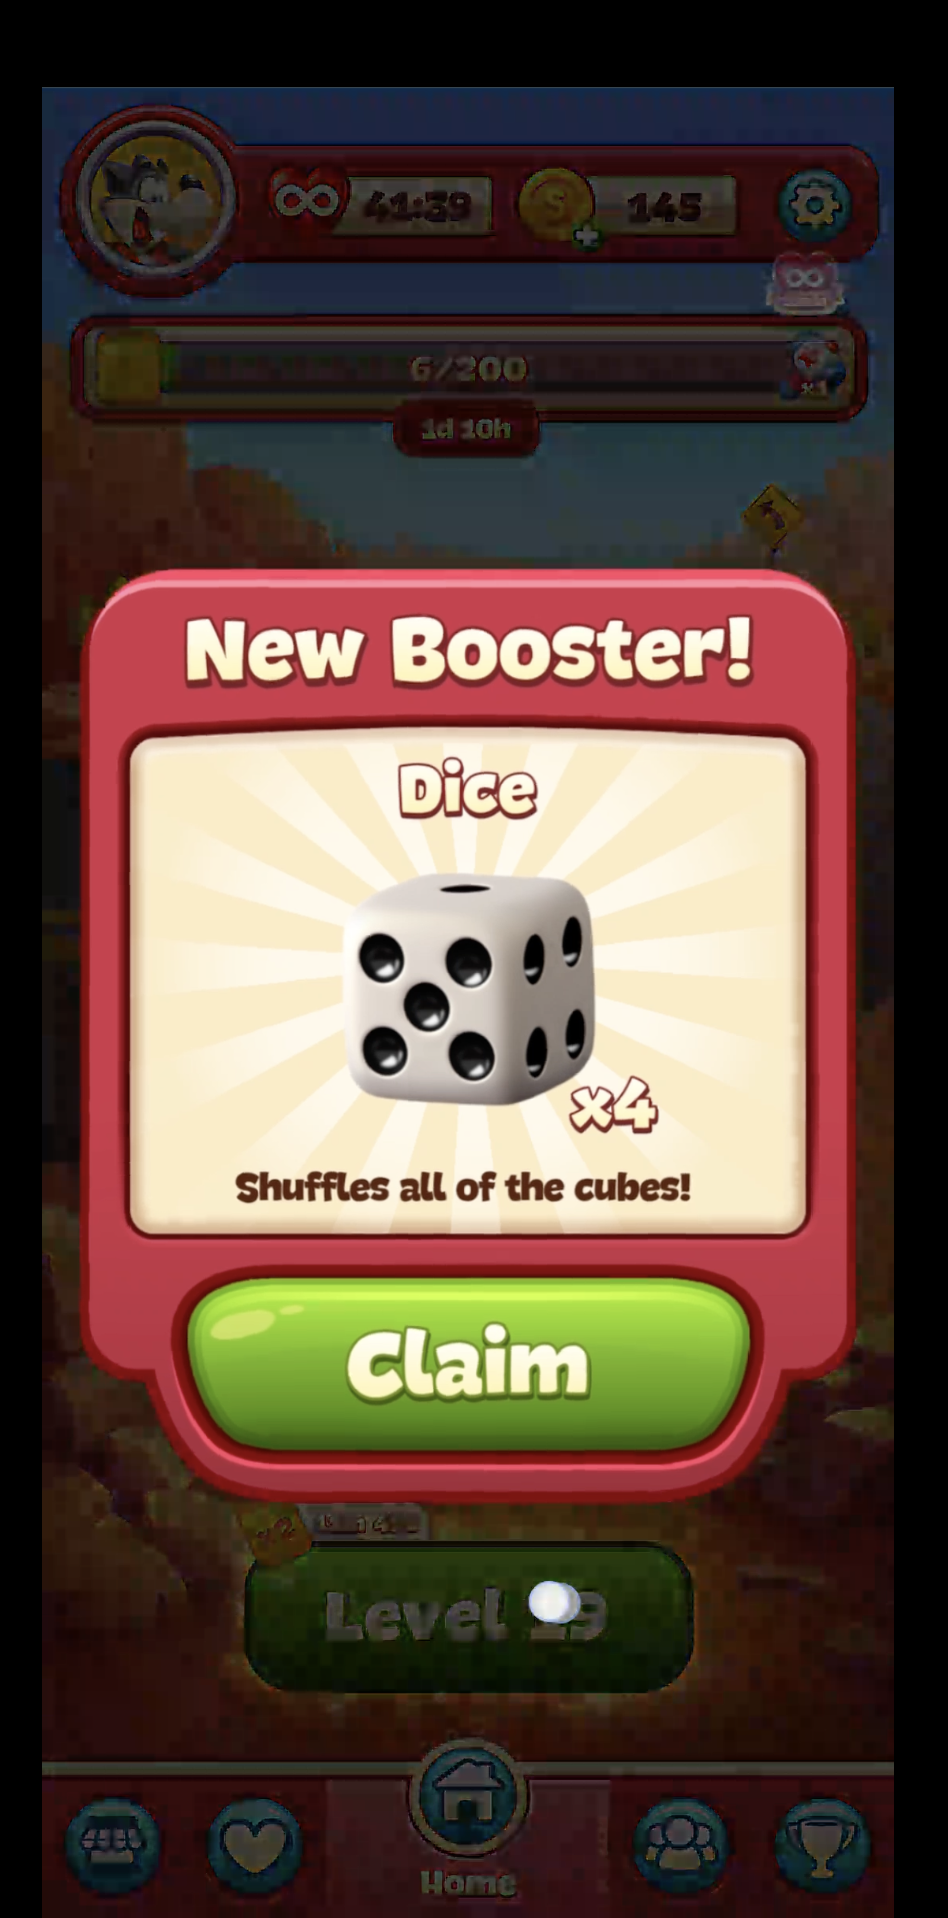 41:39
145
6/200
x1
1d 10h
New Booster!
Dice
x4
Shuffles all of the cubes!
Claim
Level
Home